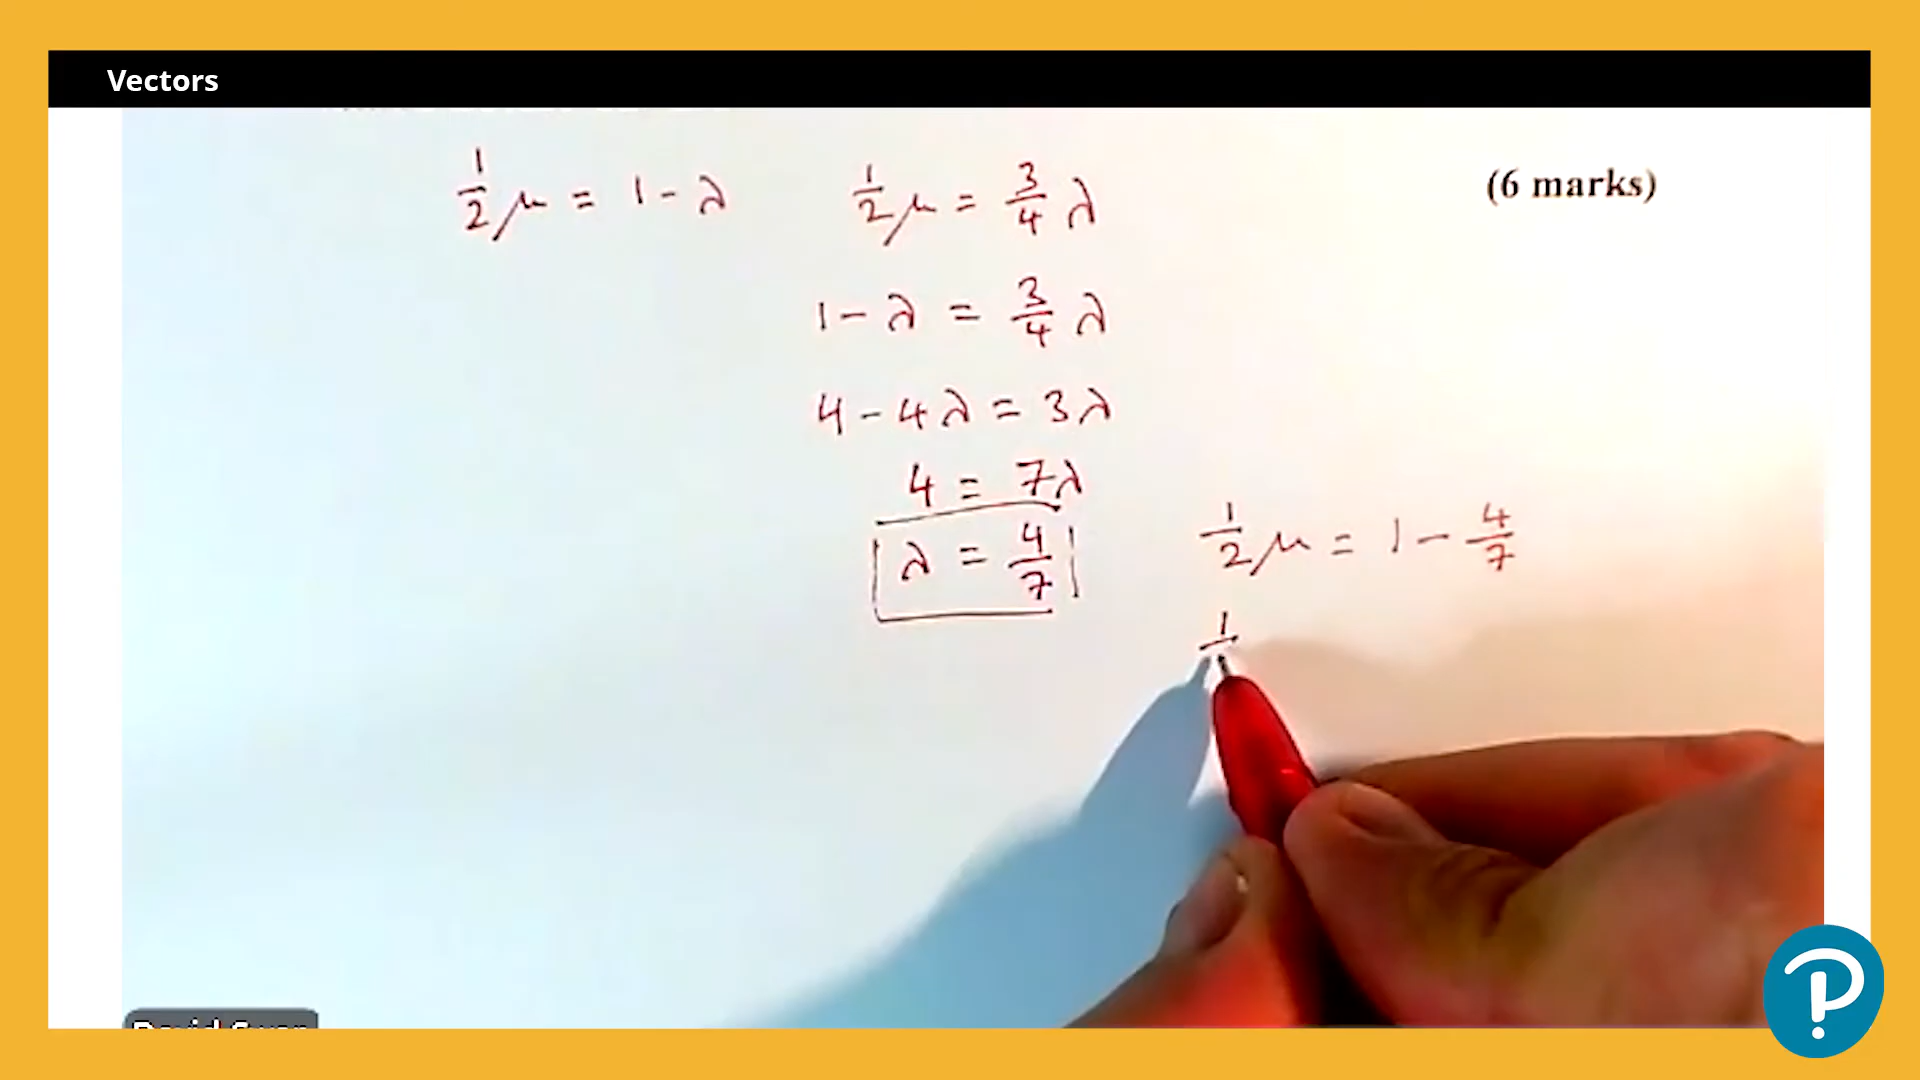 Vectors
½μ = 1 - λ
½μ = ¾λ
(6 marks)
1 - λ = ¾λ
4 - 4λ = 3λ
4 = 7λ
λ = 4/7
½μ = 1 - 4/7
1